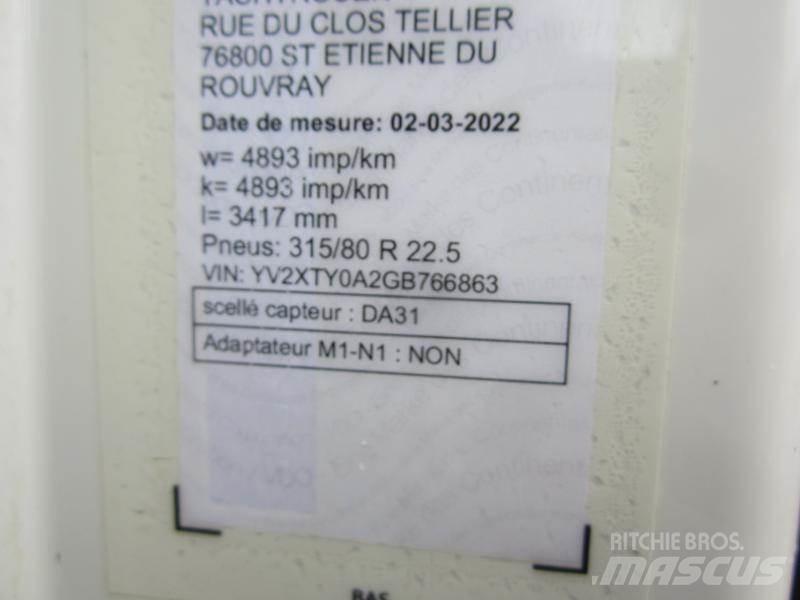 RUE DU CLOS TELLIER
76800 ST ETIENNE DU
ROUVRAY
Date de mesure: 02-03-2022
w= 4893 imp/km
k= 4893 imp/km
l= 3417 mm
Pneus: 315/80 R 22.5
VIN: YV2XTY0A2GB766863
scellé capteur : DA31
Adaptateur M1-N1 : NON
RITCHIE BROS.
MASCUS
BAS